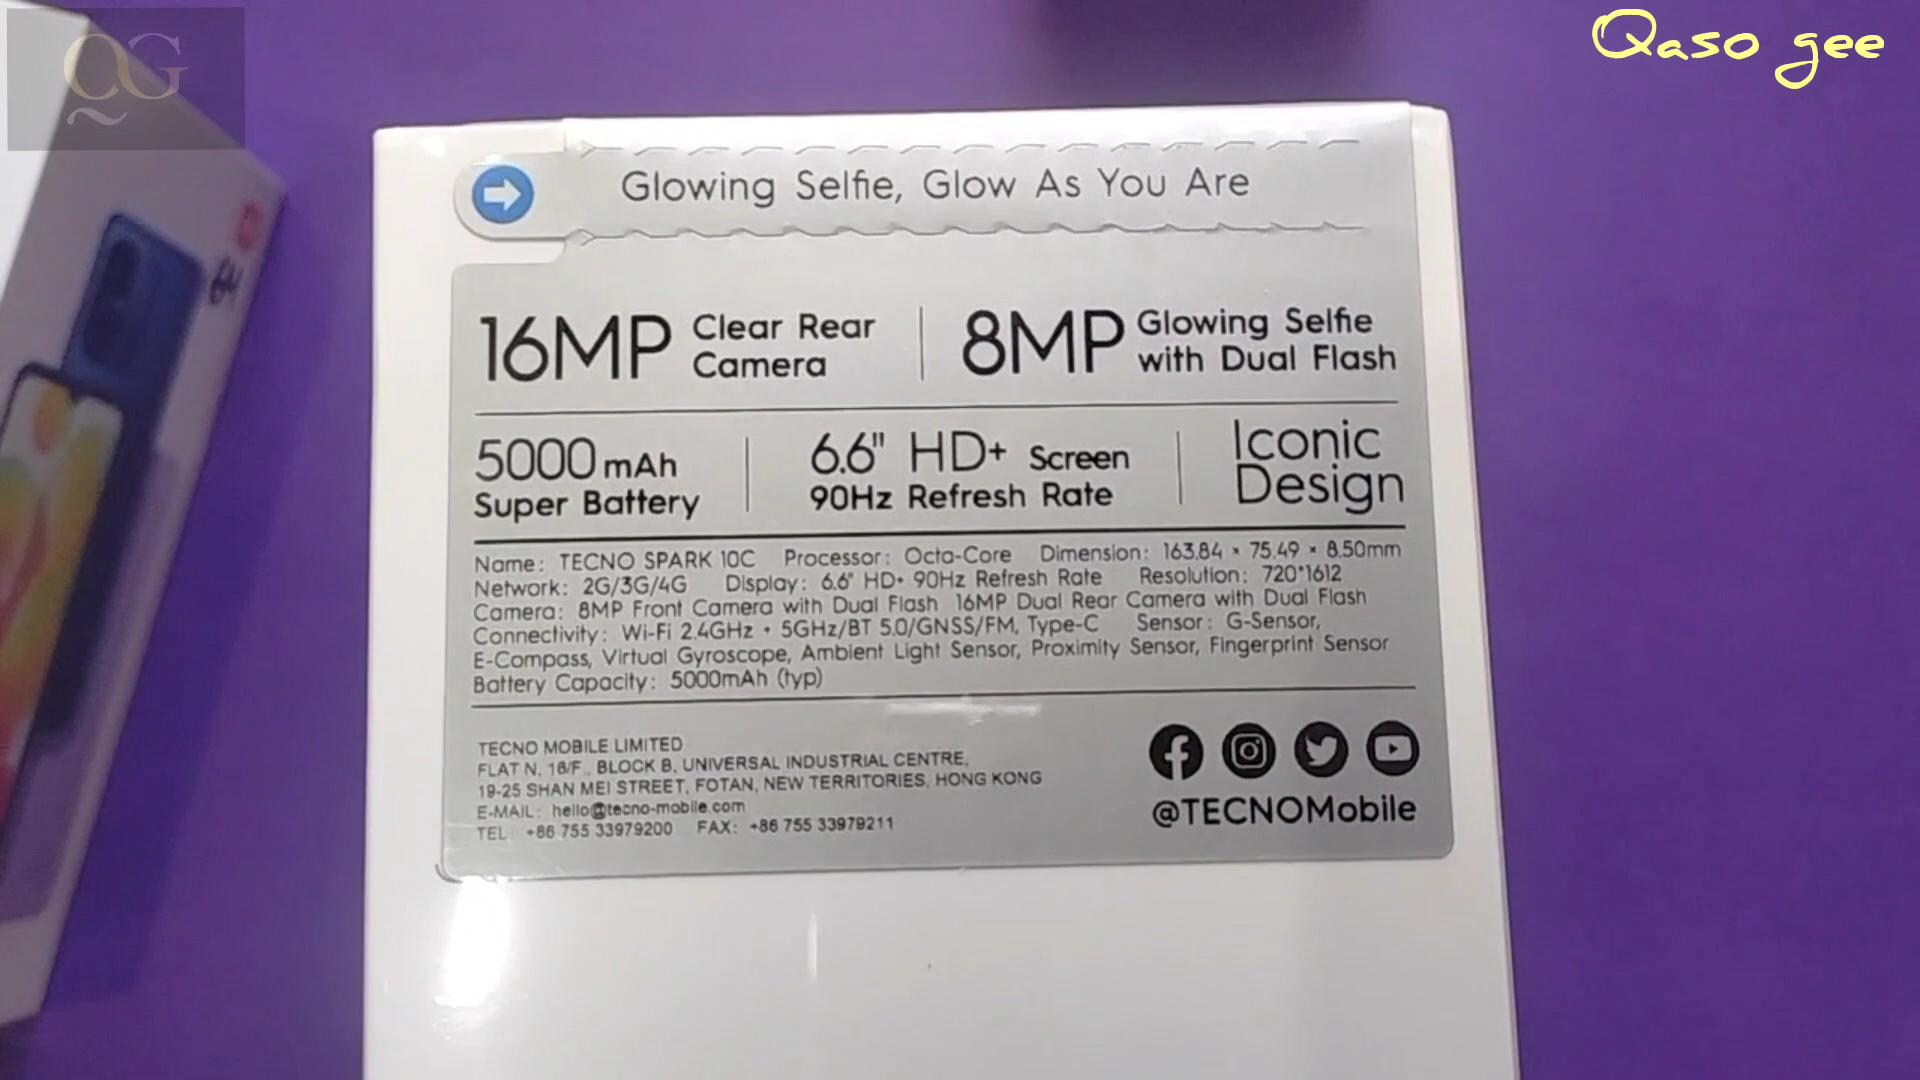 QG
Qaso gee
Glowing Selfie, Glow As You Are
16MP Clear Rear Camera
8MP Glowing Selfie with Dual Flash
5000 mAh Super Battery
6.6" HD+ Screen 90Hz Refresh Rate
Iconic Design
Name: TECNO SPARK 10C Processor: Octa-Core Dimension: 163.84 * 75.49 * 8.50mm
Network: 2G/3G/4G Display: 6.6" HD+ 90Hz Refresh Rate Resolution: 720*1612
Camera: 8MP Front Camera with Dual Flash 16MP Dual Rear Camera with Dual Flash
Connectivity: Wi-Fi 2.4GHz + 5GHz/BT 5.0/GNSS/FM, Type-C Sensor: G-Sensor,
E-Compass, Virtual Gyroscope, Ambient Light Sensor, Proximity Sensor, Fingerprint Sensor
Battery Capacity: 5000mAh (typ)
TECNO MOBILE LIMITED
FLAT N, 16/F., BLOCK B, UNIVERSAL INDUSTRIAL CENTRE,
19-25 SHAN MEI STREET, FOTAN, NEW TERRITORIES, HONG KONG
E-MAIL: hello@tecno-mobile.com
TEL: +86 755 33979200 FAX: +86 755 33979211
@TECNOMobile
64